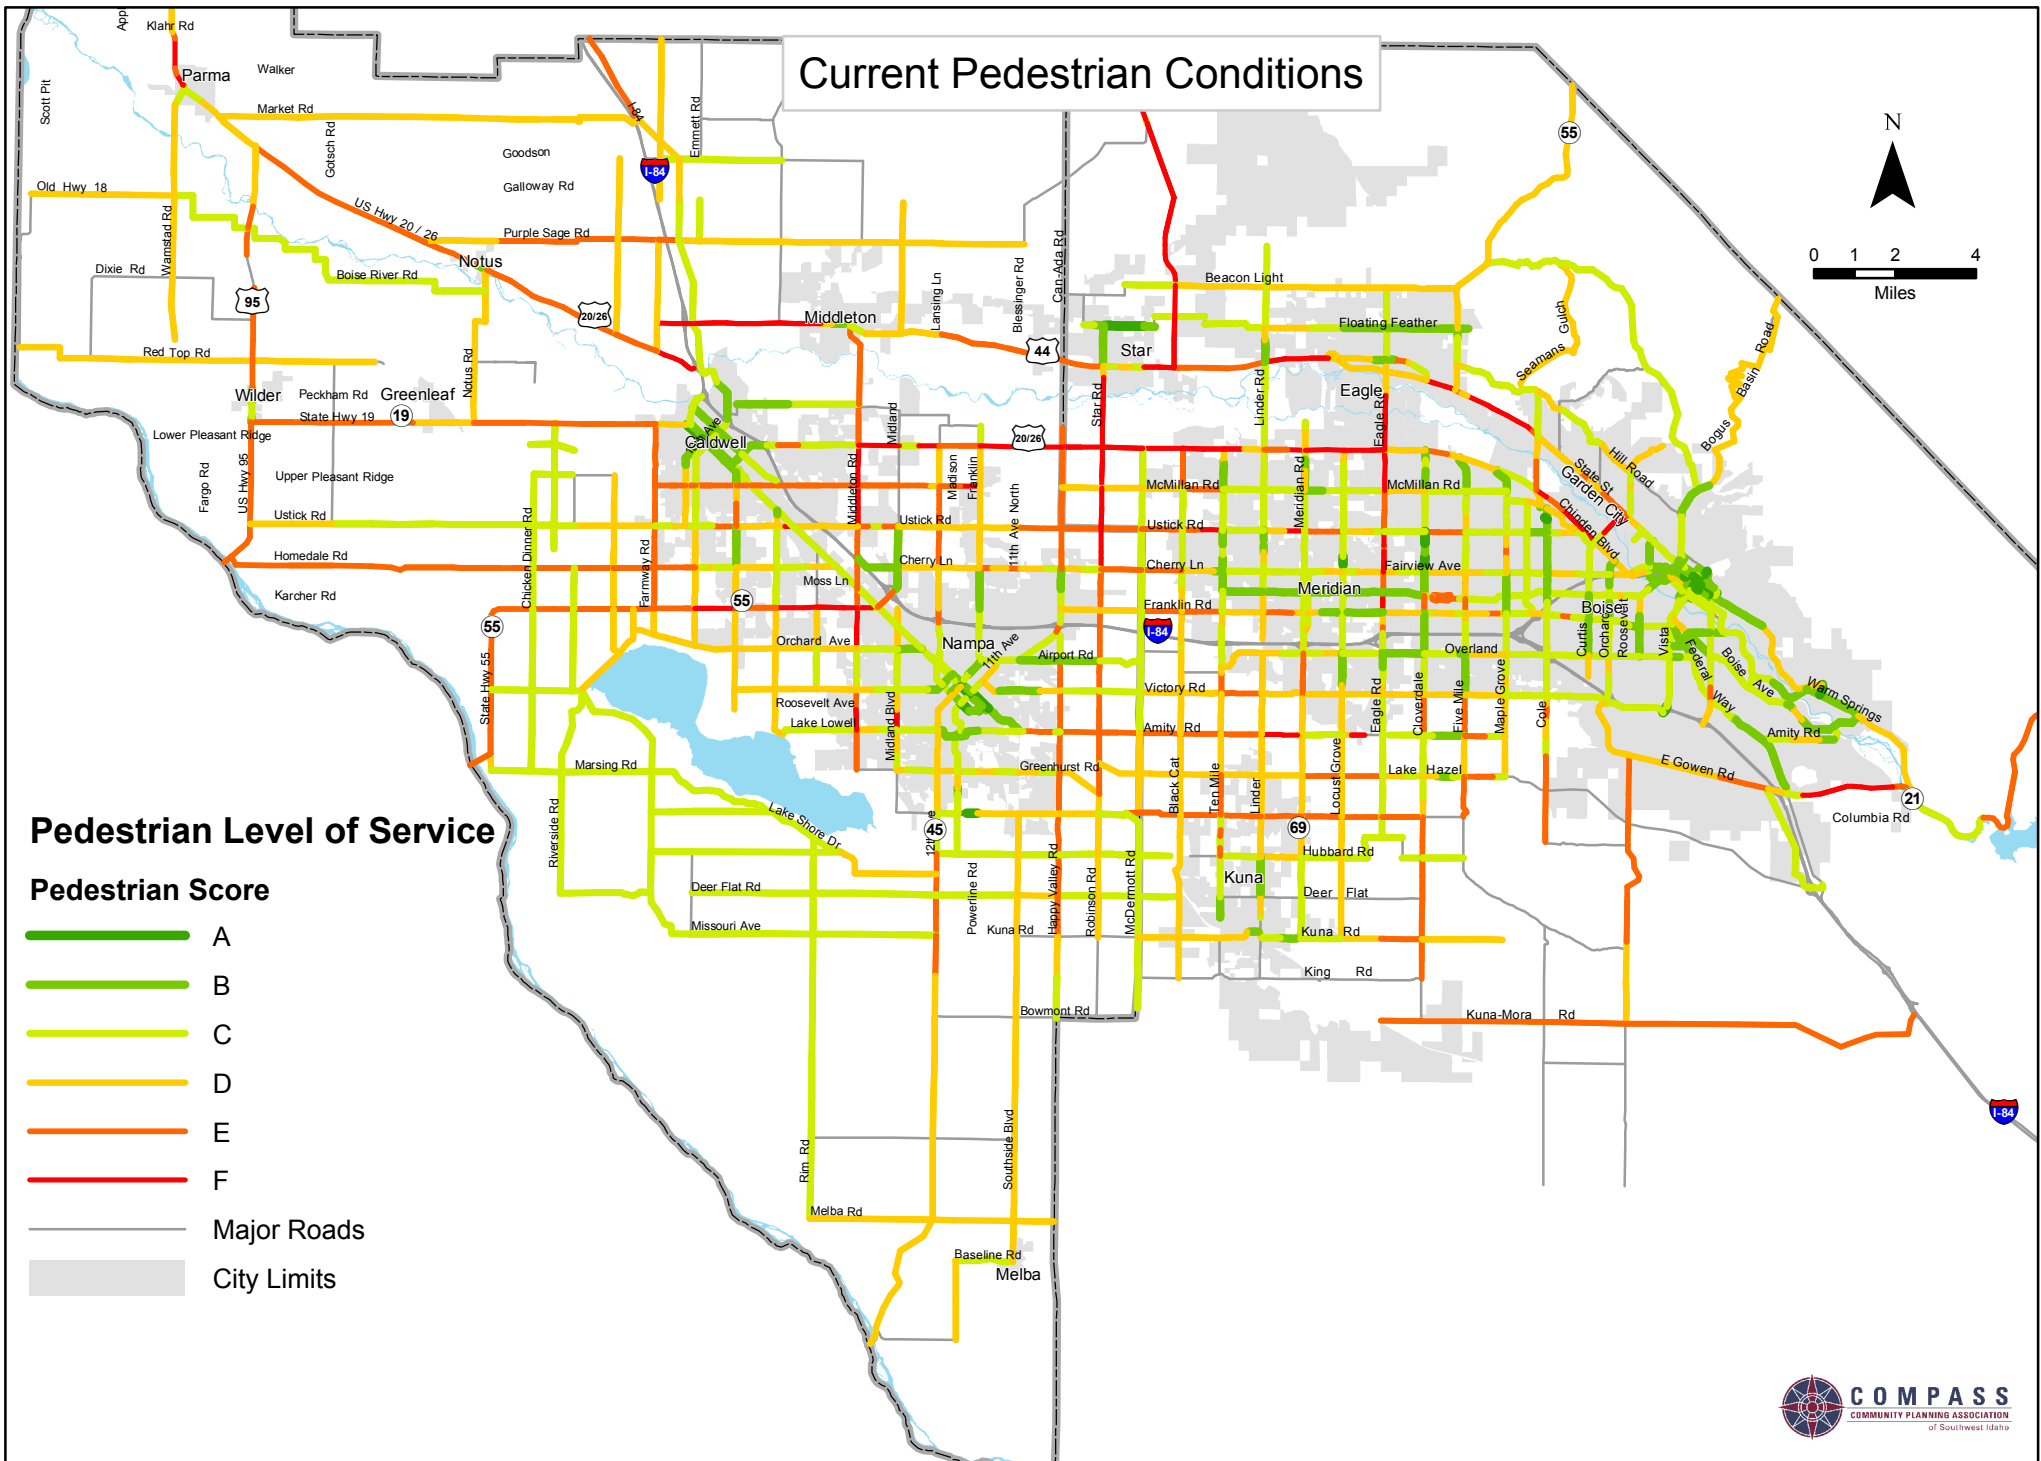 Current Pedestrian Conditions
Appl
Klahr Rd
Parma
Walker
Scott Pit
Market Rd
Gotsch Rd
Goodson
I-84
Emmett Rd
I-84
Galloway Rd
Old Hwy 18
Wamstad Rd
US Hwy 20 / 26
Purple Sage Rd
Notus
Dixie Rd
Boise River Rd
95
20/26
Middleton
Lansing Ln
Blessinger Rd
Can-Ada Rd
44
Star
Beacon Light
Floating Feather
55
N
0 1 2 4
Miles
Gulch
Seamans
Basin Road
Bogus
Red Top Rd
Notus Rd
Wilder
Peckham Rd
Greenleaf
State Hwy 19
19
Lower Pleasant Ridge
Fargo Rd
US Hwy 95
Upper Pleasant Ridge
Ustick Rd
Homedale Rd
Karcher Rd
Chicken Dinner Rd
Farmway Rd
Caldwell
Ave
Midland
Middleton Rd
Madison
Franklin
20/26
Star Rd
Linder Rd
Eagle
Eagle Rd
Meridian Rd
McMillan Rd
McMillan Rd
State St
Garden City
Hill Road
Chinden Blvd
11th Ave North
Ustick Rd
Ustick Rd
Cherry Ln
Cherry Ln
Fairview Ave
Moss Ln
55
55
Meridian
Franklin Rd
I-84
Boise
Curtis
Orchard
Roosevelt
Vista
Federal Way
Boise Ave
Warm Springs
Orchard Ave
Nampa
11th Ave
Airport Rd
Overland
State Hwy 55
Roosevelt Ave
Lake Lowell
Midland Blvd
Victory Rd
Amity Rd
Amity Rd
Eagle Rd
Cloverdale
Five Mile
Maple Grove
Cole
Marsing Rd
Greenhurst Rd
Black Cat
Ten Mile
Linder
Locust Grove
Lake Hazel
E Gowen Rd
21
Columbia Rd
Riverside Rd
Lake Shore Dr
45
69
Hubbard Rd
Kuna
Deer Flat Rd
Deer Flat
Powerline Rd
Happy Valley Rd
Robinson Rd
McDermott Rd
Missouri Ave
Kuna Rd
Kuna Rd
King Rd
Bowmont Rd
Kuna-Mora Rd
I-84
Rim Rd
Southside Blvd
Melba Rd
Baseline Rd
Melba
Pedestrian Level of Service
Pedestrian Score
A
B
C
D
E
F
Major Roads
City Limits
COMPASS
COMMUNITY PLANNING ASSOCIATION
of Southwest Idaho